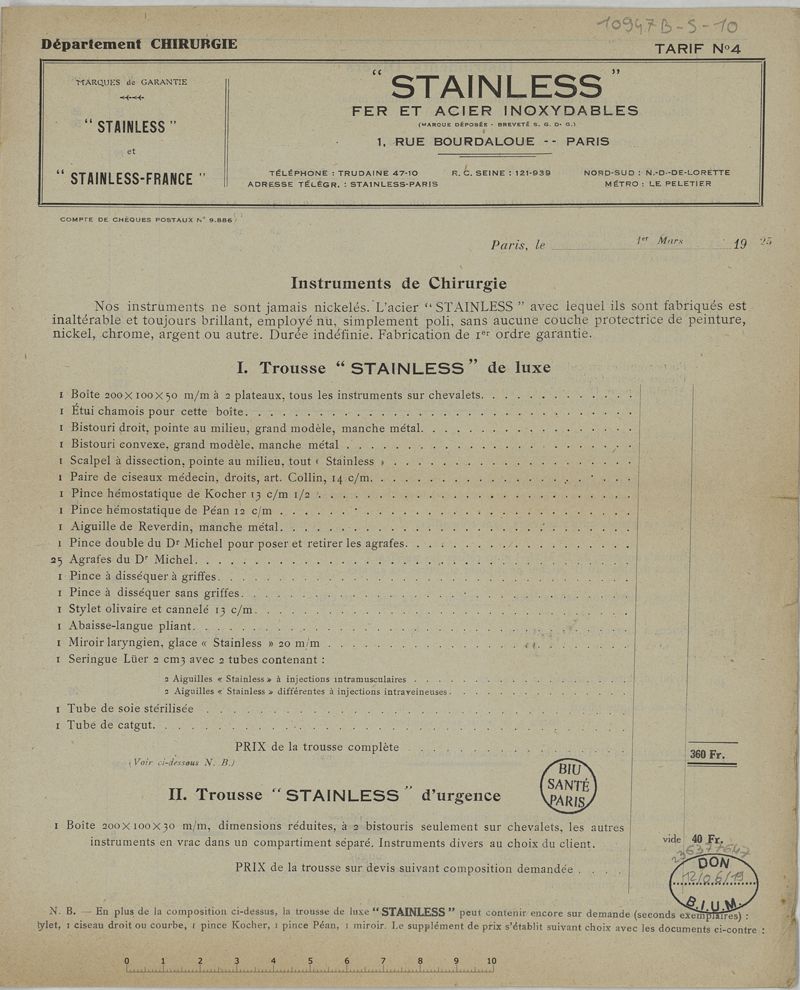 10947B-S-10
Département CHIRURGIE
TARIF N°4
MARQUES de GARANTIE
" STAINLESS "
et
" STAINLESS-FRANCE "
" STAINLESS "
FER ET ACIER INOXYDABLES
(MARQUE DÉPOSÉE - BREVETÉ S. G. D. G.)
1, RUE BOURDALOUE -- PARIS
TÉLÉPHONE : TRUDAINE 47-10 R. C. SEINE : 121-939 NORD-SUD : N.-D.-DE-LORETTE
ADRESSE TÉLÉGR. : STAINLESS-PARIS MÉTRO : LE PELETIER
COMPTE DE CHÈQUES POSTAUX N° 9.886
Paris, le 1er Mars 1925
Instruments de Chirurgie
Nos instruments ne sont jamais nickelés. L'acier " STAINLESS " avec lequel ils sont fabriqués est
inaltérable et toujours brillant, employé nu, simplement poli, sans aucune couche protectrice de peinture,
nickel, chrome, argent ou autre. Durée indéfinie. Fabrication de 1er ordre garantie.
I. Trousse " STAINLESS " de luxe
1 Boite 200×100×50 m/m à 2 plateaux, tous les instruments sur chevalets.
1 Étui chamois pour cette boîte.
1 Bistouri droit, pointe au milieu, grand modèle, manche métal.
1 Bistouri convexe, grand modèle, manche métal
1 Scalpel à dissection, pointe au milieu, tout « Stainless »
1 Paire de ciseaux médecin, droits, art. Collin, 14 c/m.
1 Pince hémostatique de Kocher 13 c/m 1/2
1 Pince hémostatique de Péan 12 c/m
1 Aiguille de Reverdin, manche métal.
1 Pince double du Dr Michel pour poser et retirer les agrafes.
25 Agrafes du Dr Michel.
1 Pince à disséquer à griffes.
1 Pince à disséquer sans griffes.
1 Stylet olivaire et cannelé 13 c/m.
1 Abaisse-langue pliant.
1 Miroir laryngien, glace « Stainless » 20 m/m
1 Seringue Lüer 2 cm3 avec 2 tubes contenant :
2 Aiguilles « Stainless » à injections intramusculaires
2 Aiguilles « Stainless » différentes à injections intraveineuses.
1 Tube de soie stérilisée
1 Tube de catgut.
PRIX de la trousse complète 360 Fr.
(Voir ci-dessous N. B.)
BIU
SANTÉ
PARIS
II. Trousse " STAINLESS " d'urgence
1 Boite 200×100×30 m/m, dimensions réduites, à 2 bistouris seulement sur chevalets, les autres
instruments en vrac dans un compartiment séparé. Instruments divers au choix du client.
vide 40 Fr.
PRIX de la trousse sur devis suivant composition demandée
DON
12/06/19
B.I.U.M.
N. B. — En plus de la composition ci-dessus, la trousse de luxe " STAINLESS " peut contenir encore sur demande (seconds exemplaires) :
tylet, 1 ciseau droit ou courbe, 1 pince Kocher, 1 pince Péan, 1 miroir. Le supplément de prix s'établit suivant choix avec les documents ci-contre :
0 1 2 3 4 5 6 7 8 9 10